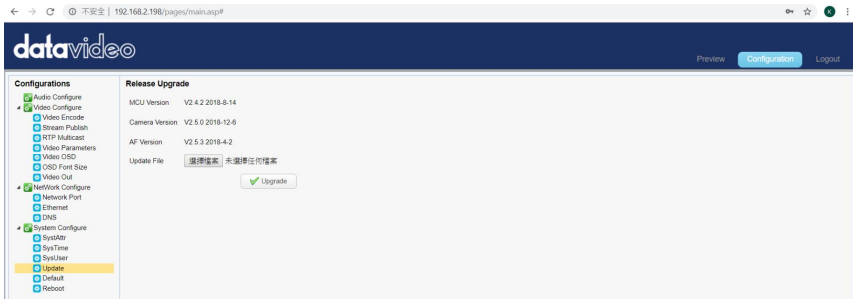 不安全 | 192.168.2.198/pages/main.asp#
K
datavideo
Preview
Configuration
Logout
Configurations
Audio Configure
Video Configure
Video Encode
Stream Publish
RTP Multicast
Video Parameters
Video OSD
OSD Font Size
Video Out
NetWork Configure
Network Port
Ethernet
DNS
System Configure
SystAttr
SysTime
SysUser
Update
Default
Reboot
Release Upgrade
MCU Version V2.4.2 2018-8-14
Camera Version V2.5.0 2018-12-6
AF Version V2.5.3 2018-4-2
Update File 選擇檔案 未選擇任何檔案
Upgrade